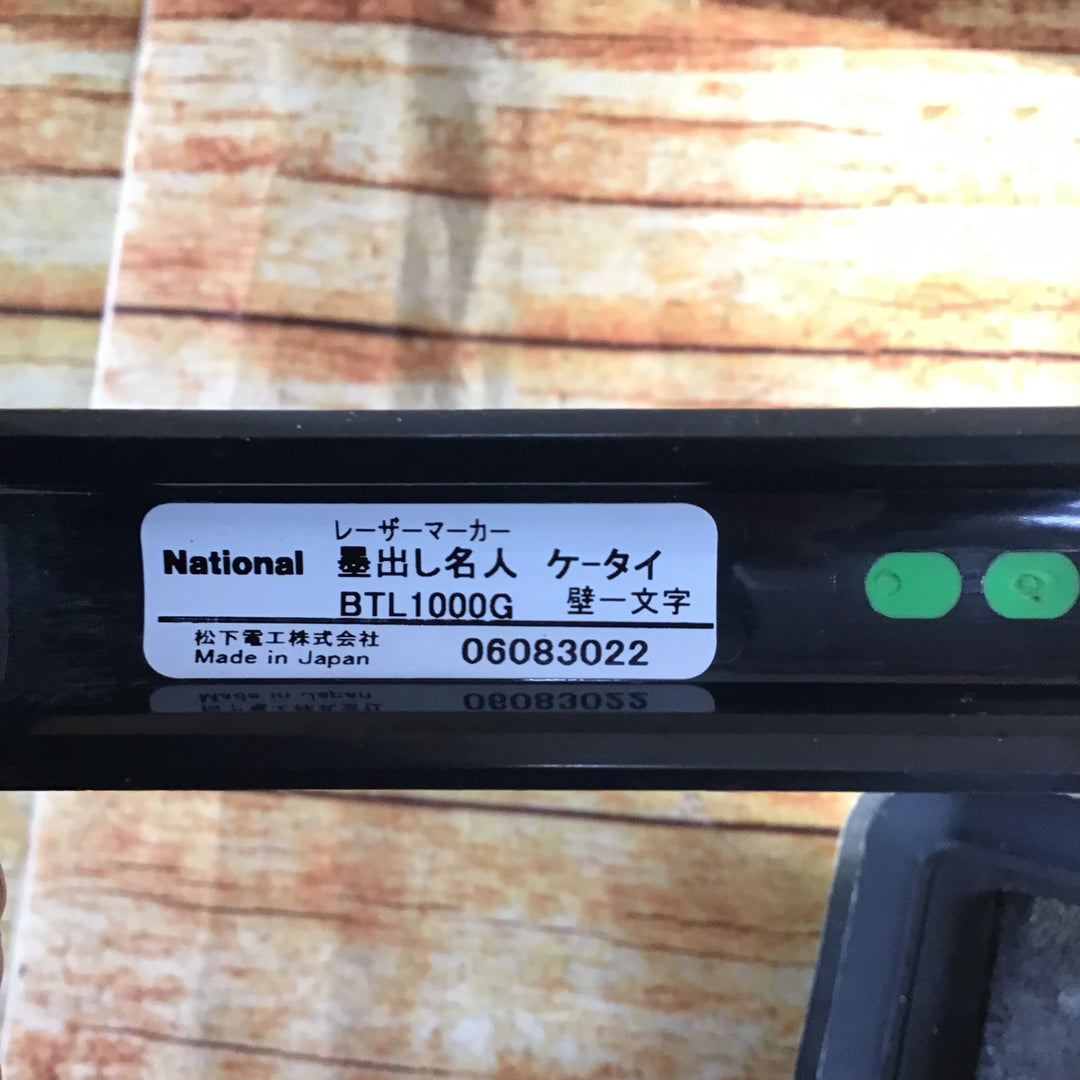 レーザーマーカー
National 墨出し名人 ケータイ
BTL1000G 壁一文字
松下電工株式会社
Made in Japan 06083022